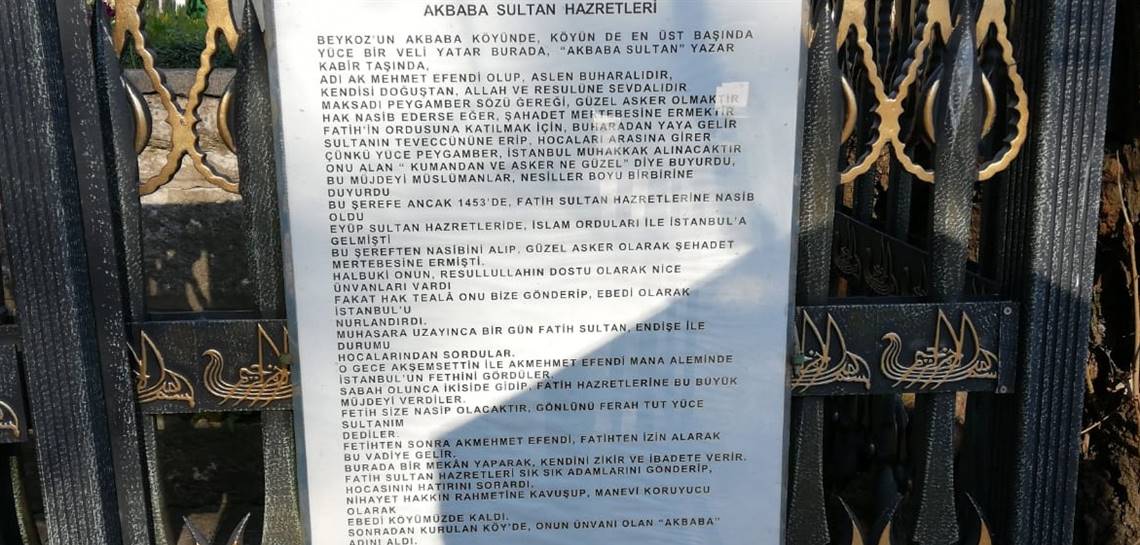 AKBABA SULTAN HAZRETLERİ
BEYKOZ'UN AKBABA KÖYÜNDE, KÖYÜN DE EN ÜST BAŞINDA
YÜCE BİR VELİ YATAR BURADA, "AKBABA SULTAN" YAZAR
KABİR TAŞINDA,
ADI AK MEHMET EFENDİ OLUP, ASLEN BUHARALIDIR,
KENDİSİ DOĞUŞTAN, ALLAH VE RESULÜNE SEVDALIDIR
MAKSADI PEYGAMBER SÖZÜ GEREĞİ, GÜZEL ASKER OLMAKTIR
HAK NASİB EDERSE EĞER, ŞAHADET MERTEBESİNE ERMEKTİR
FATİH'İN ORDUSUNA KATILMAK İÇİN, BUHARADAN YAYA GELİR
SULTANIN TEVECCÜNÜNE ERİP, HOCALARI ARASINA GİRER
ÇÜNKÜ YÜCE PEYGAMBER, İSTANBUL MUHAKKAK ALINACAKTIR
ONU ALAN " KUMANDAN VE ASKER NE GÜZEL" DİYE BUYURDU,
BU MÜJDEYİ MÜSLÜMANLAR, NESİLLER BOYU BİRBİRİNE
DUYURDU
BU ŞEREFE ANCAK 1453'DE, FATİH SULTAN HAZRETLERİNE NASİB
OLDU
EYÜP SULTAN HAZRETLERİDE, İSLAM ORDULARI İLE İSTANBUL'A
GELMİŞTİ
BU ŞEREFTEN NASİBİNİ ALIP, GÜZEL ASKER OLARAK ŞEHADET
MERTEBESİNE ERMİŞTİ.
HALBUKİ ONUN, RESULLULLAHIN DOSTU OLARAK NİCE
ÜNVANLARI VARDI
FAKAT HAK TEALÂ ONU BİZE GÖNDERİP, EBEDİ OLARAK
İSTANBUL'U
NURLANDIRDI.
MUHASARA UZAYINCA BİR GÜN FATİH SULTAN, ENDİŞE İLE
DURUMU
HOCALARINDAN SORDULAR.
O GECE AKŞEMSETTİN İLE AKMEHMET EFENDİ MANA ALEMİNDE
İSTANBUL'UN FETHİNİ GÖRDÜLER.
SABAH OLUNCA İKİSİDE GİDİP, FATİH HAZRETLERİNE BU BÜYÜK
MÜJDEYİ VERDİLER.
FETİH SİZE NASİP OLACAKTIR, GÖNLÜNÜ FERAH TUT YÜCE
SULTANIM
DEDİLER.
FETİHTEN SONRA AKMEHMET EFENDİ, FATİHTEN İZİN ALARAK
BU VADİYE GELİR.
BURADA BİR MEKÂN YAPARAK, KENDİNİ ZİKİR VE İBADETE VERİR.
FATİH SULTAN HAZRETLERİ SIK SIK ADAMLARINI GÖNDERİP,
HOCASININ HATIRINI SORARDI.
NİHAYET HAKKIN RAHMETİNE KAVUŞUP, MANEVİ KORUYUCU
OLARAK
EBEDİ KÖYÜMÜZDE KALDI.
SONRADAN KURULAN KÖY'DE, ONUN ÜNVANI OLAN "AKBABA"
ADINI ALDI.